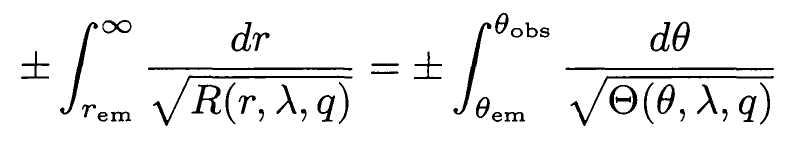 ± ∫_{r_em}^{∞} dr / √(R(r, λ, q)) = ± ∫_{θ_em}^{θ_obs} dθ / √(Θ(θ, λ, q))